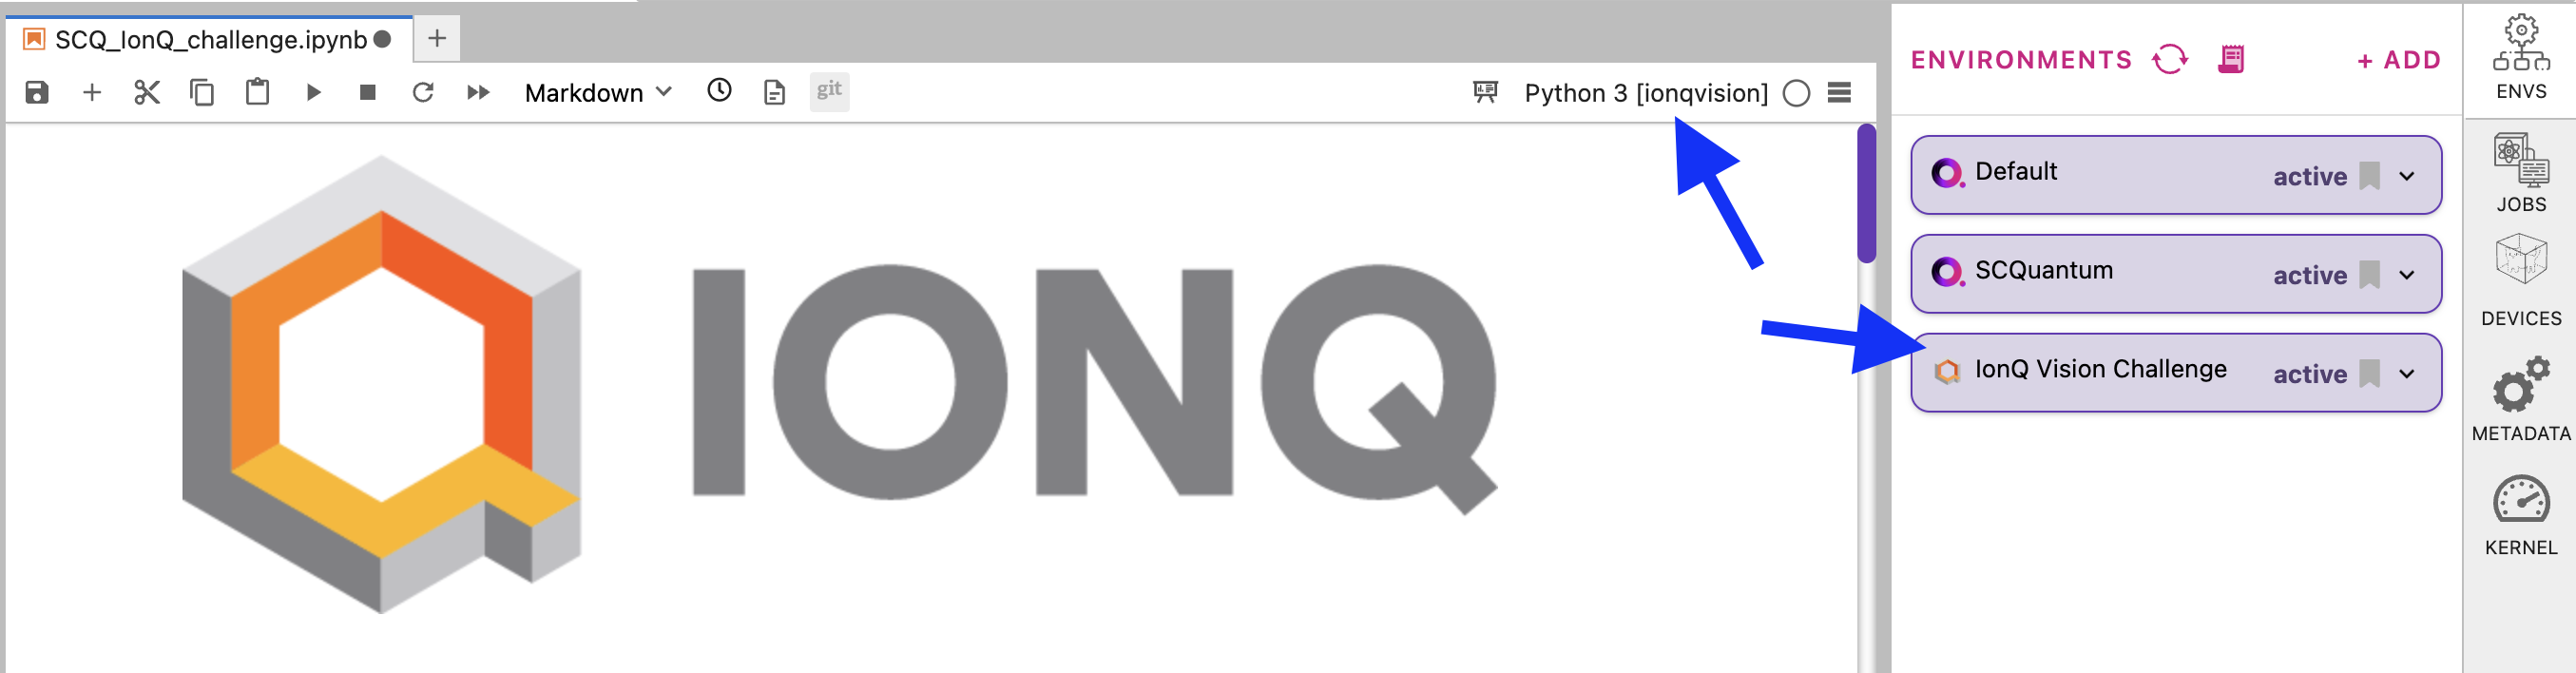 SCQ_IonQ_challenge.ipynb
Markdown
git
Python 3 [ionqvision]
IONQ
ENVIRONMENTS
+ ADD
Default active
SCQuantum active
IonQ Vision Challenge active
ENVS
JOBS
DEVICES
METADATA
KERNEL